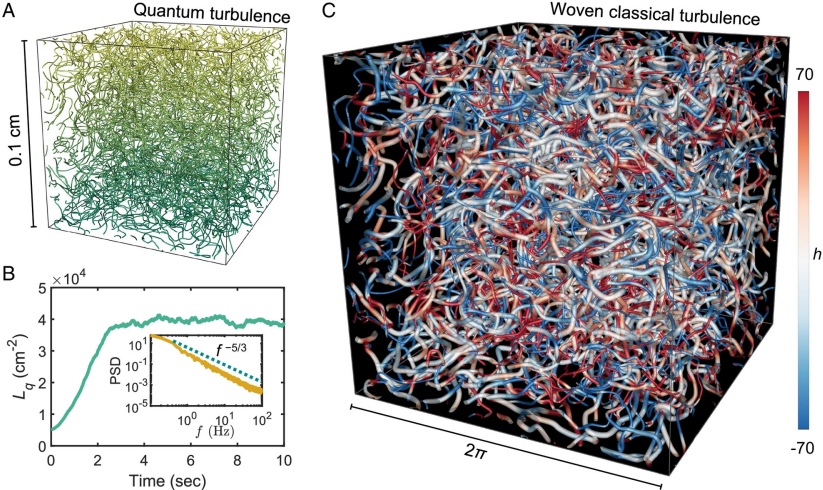 A
Quantum turbulence
0.1 cm
B
×10⁴
5
4
3
2
1
0
L_q (cm⁻²)
0
2
4
6
8
10
Time (sec)
PSD
10¹
10⁻¹
10⁻³
10⁻⁵
f⁻⁵/³
10⁰
10¹
10²
f (Hz)
C
Woven classical turbulence
2π
70
h
-70